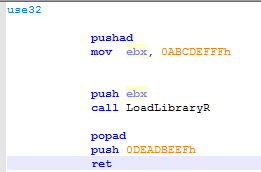 use32
pushad
mov ebx, 0ABCDEFFFh
push ebx
call LoadLibraryR
popad
push 0DEADBEEFh
ret